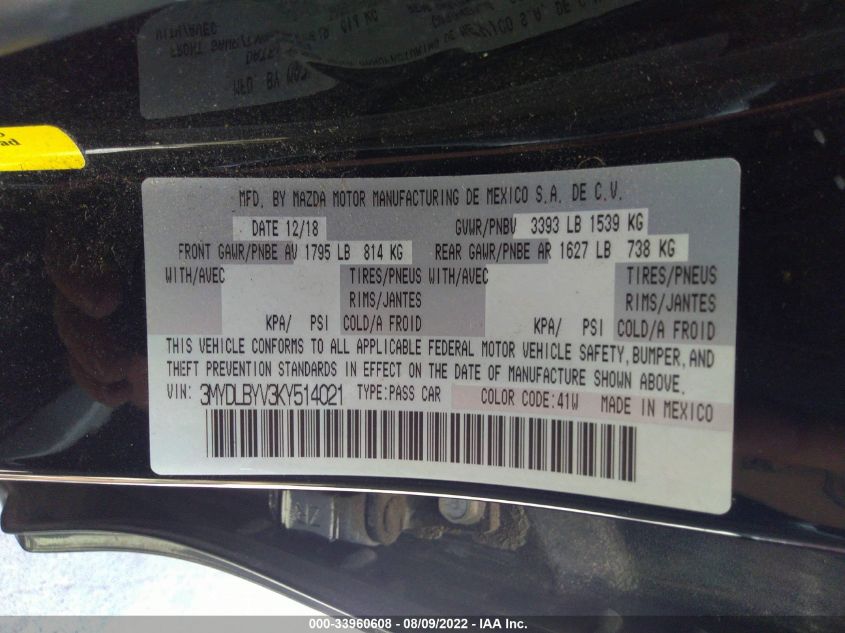 ad
MFD. BY MAZDA MOTOR MANUFACTURING DE MEXICO S.A. DE C.V.
DATE 12/18 GVWR/PNBV 3393 LB 1539 KG
FRONT GAWR/PNBE AV 1795 LB 814 KG REAR GAWR/PNBE AR 1627 LB 738 KG
WITH/AVEC TIRES/PNEUS WITH/AVEC TIRES/PNEUS
RIMS/JANTES RIMS/JANTES
KPA/ PSI COLD/A FROID KPA/ PSI COLD/A FROID
THIS VEHICLE CONFORMS TO ALL APPLICABLE FEDERAL MOTOR VEHICLE SAFETY, BUMPER, AND
THEFT PREVENTION STANDARDS IN EFFECT ON THE DATE OF MANUFACTURE SHOWN ABOVE.
VIN: 3MYDLBYV3KY514021 TYPE:PASS CAR COLOR CODE:41W MADE IN MEXICO
000-33960608 - 08/09/2022 - IAA Inc.